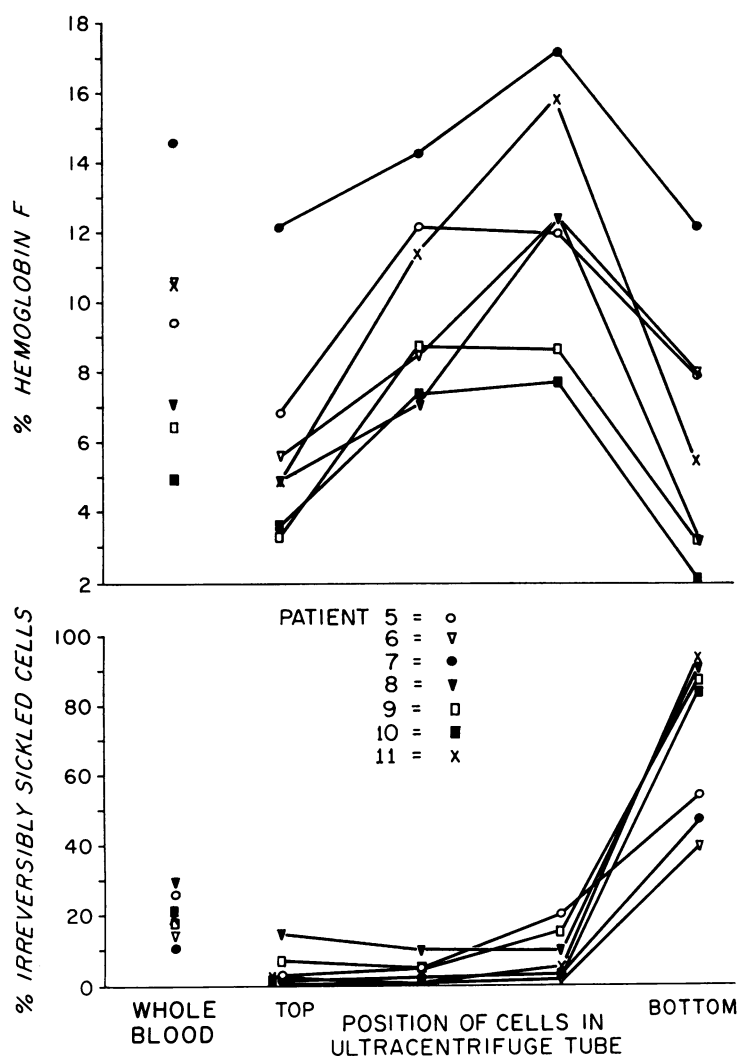 18
16
14
12
10
8
6
4
2
% HEMOGLOBIN F
PATIENT 5 =
6 =
7 =
8 =
9 =
10 =
11 =
100
80
60
40
20
0
% IRREVERSIBLY SICKLED CELLS
WHOLE BLOOD
TOP
POSITION OF CELLS IN
ULTRACENTRIFUGE TUBE
BOTTOM